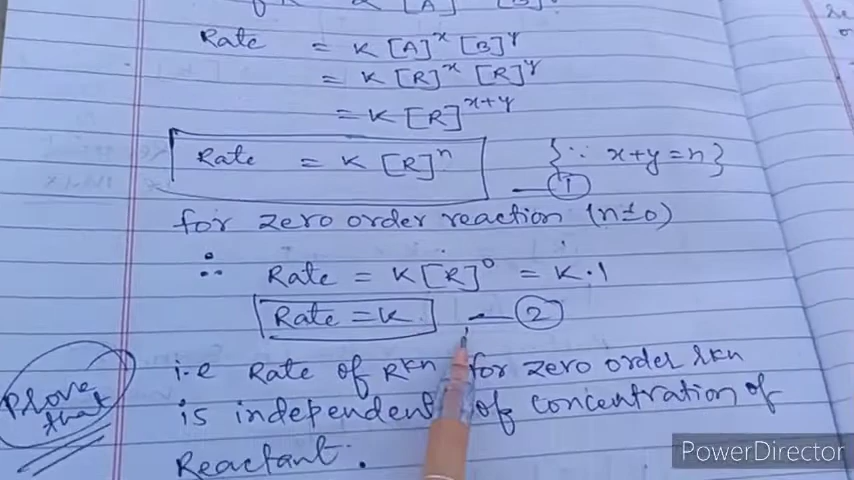 [A] [B]
Rate = K [A]^x [B]^y
= K [R]^x [R]^y
= K [R]^x+y
Rate = K [R]^n {∵ x+y = n}
— ①
for zero order reaction (n=0)
∴ Rate = K[R]^0 = K·1
Rate = K. — ②
i.e Rate of Rxn for zero order rxn
is independent of concentration of
Reactant.
Prove
that
PowerDirector